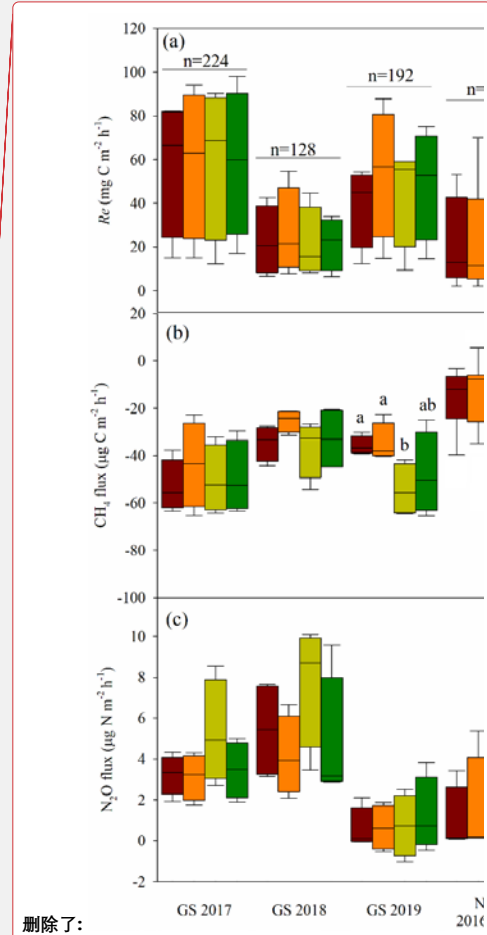 (a)
120
100
80
60
40
20
0
Re (mg C m⁻² h⁻¹)
n=224
n=128
n=192
n=
(b)
20
0
-20
-40
-60
-80
-100
CH₄ flux (µg C m⁻² h⁻¹)
a
a
b
ab
(c)
10
8
6
4
2
0
-2
N₂O flux (µg N m⁻² h⁻¹)
GS 2017
GS 2018
GS 2019
N
2016
删除了: